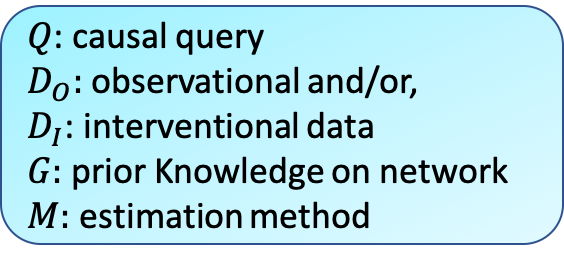 Q: causal query
D_O: observational and/or,
D_I: interventional data
G: prior Knowledge on network
M: estimation method